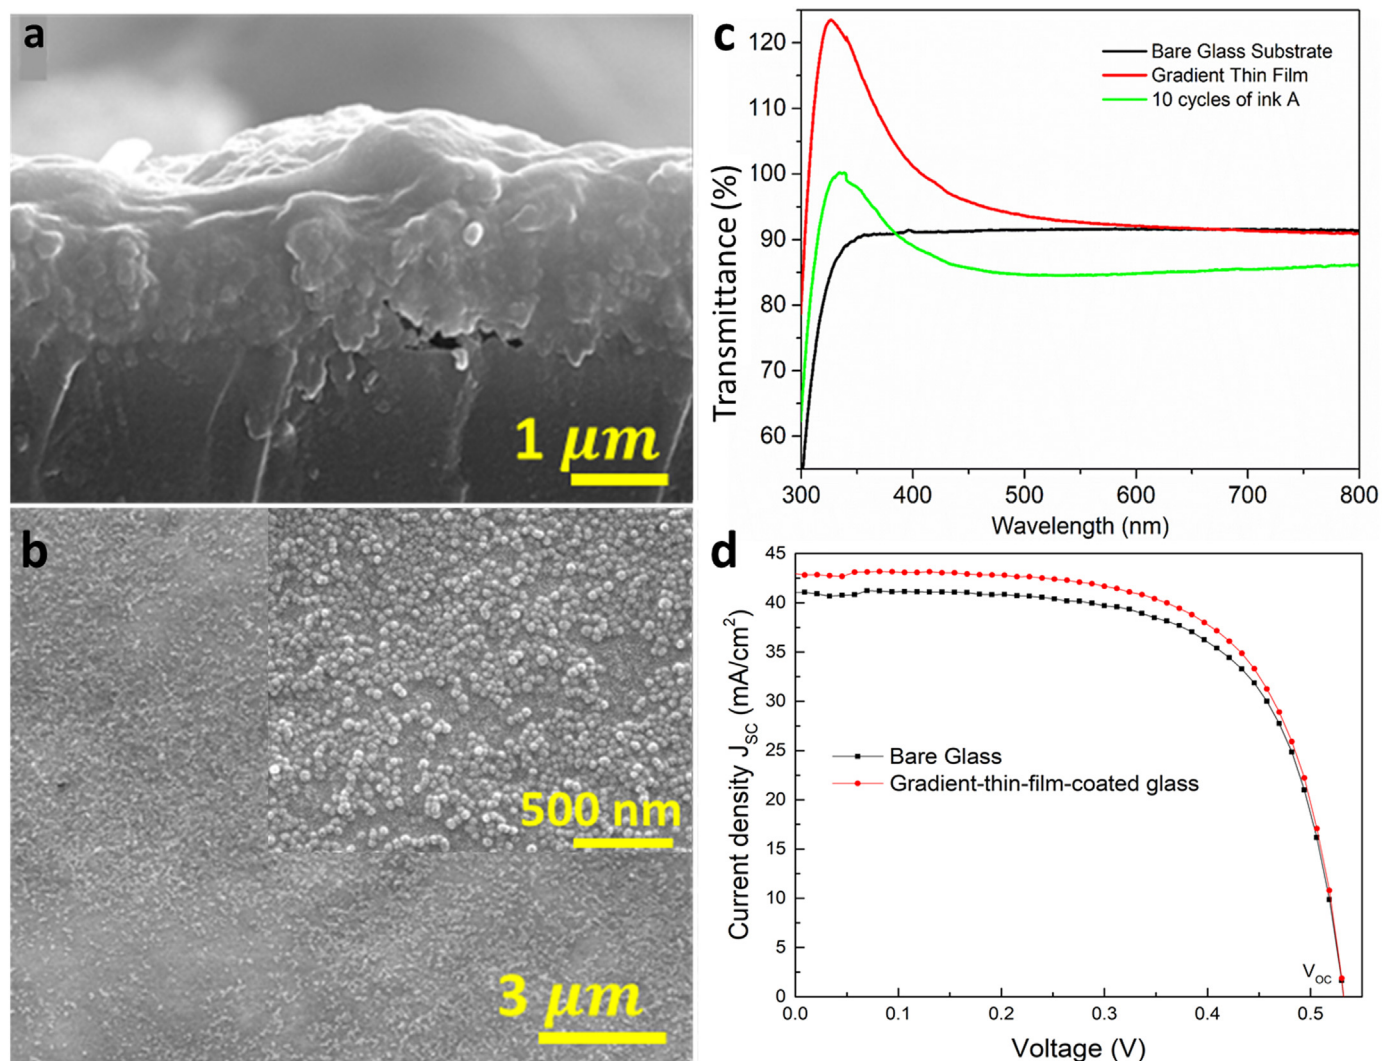 a
1 μm
b
500 nm
3 μm
c
Transmittance (%)
120
110
100
90
80
70
60
Bare Glass Substrate
Gradient Thin Film
10 cycles of ink A
300
400
500
600
700
800
Wavelength (nm)
d
Current density J_SC (mA/cm²)
45
40
35
30
25
20
15
10
5
0
Bare Glass
Gradient-thin-film-coated glass
V_OC
0.0
0.1
0.2
0.3
0.4
0.5
Voltage (V)